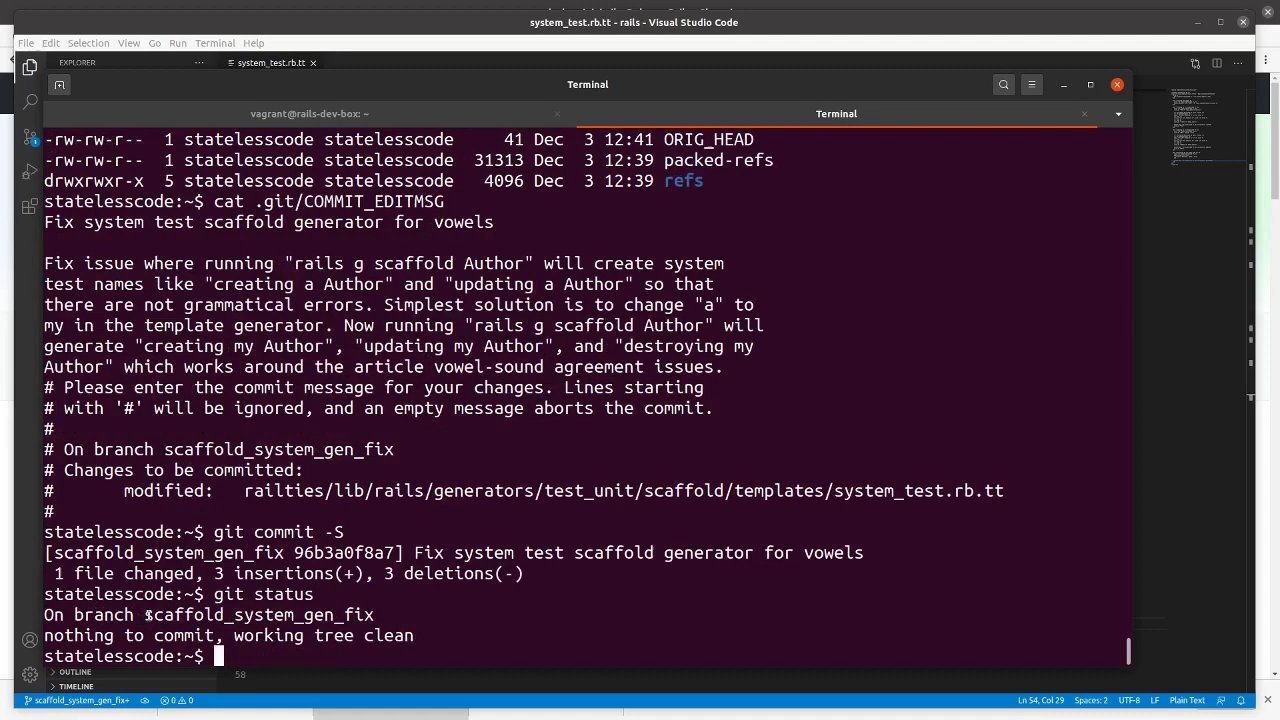 system_test.rb.tt - rails - Visual Studio Code
File Edit Selection View Go Run Terminal Help
EXPLORER ··· system_test.rb.tt
Terminal
vagrant@rails-dev-box: ~ Terminal
-rw-rw-r-- 1 statelesscode statelesscode 41 Dec 3 12:41 ORIG_HEAD
-rw-rw-r-- 1 statelesscode statelesscode 31313 Dec 3 12:39 packed-refs
drwxrwxr-x 5 statelesscode statelesscode 4096 Dec 3 12:39 refs
statelesscode:~$ cat .git/COMMIT_EDITMSG
Fix system test scaffold generator for vowels
Fix issue where running "rails g scaffold Author" will create system
test names like "creating a Author" and "updating a Author" so that
there are not grammatical errors. Simplest solution is to change "a" to
my in the template generator. Now running "rails g scaffold Author" will
generate "creating my Author", "updating my Author", and "destroying my
Author" which works around the article vowel-sound agreement issues.
# Please enter the commit message for your changes. Lines starting
# with '#' will be ignored, and an empty message aborts the commit.
#
# On branch scaffold_system_gen_fix
# Changes to be committed:
# modified: railties/lib/rails/generators/test_unit/scaffold/templates/system_test.rb.tt
#
statelesscode:~$ git commit -S
[scaffold_system_gen_fix 96b3a0f8a7] Fix system test scaffold generator for vowels
1 file changed, 3 insertions(+), 3 deletions(-)
statelesscode:~$ git status
On branch scaffold_system_gen_fix
nothing to commit, working tree clean
statelesscode:~$
OUTLINE 58
TIMELINE
scaffold_system_gen_fix+ 0 0 Ln 54, Col 29 Spaces: 2 UTF-8 LF Plain Text